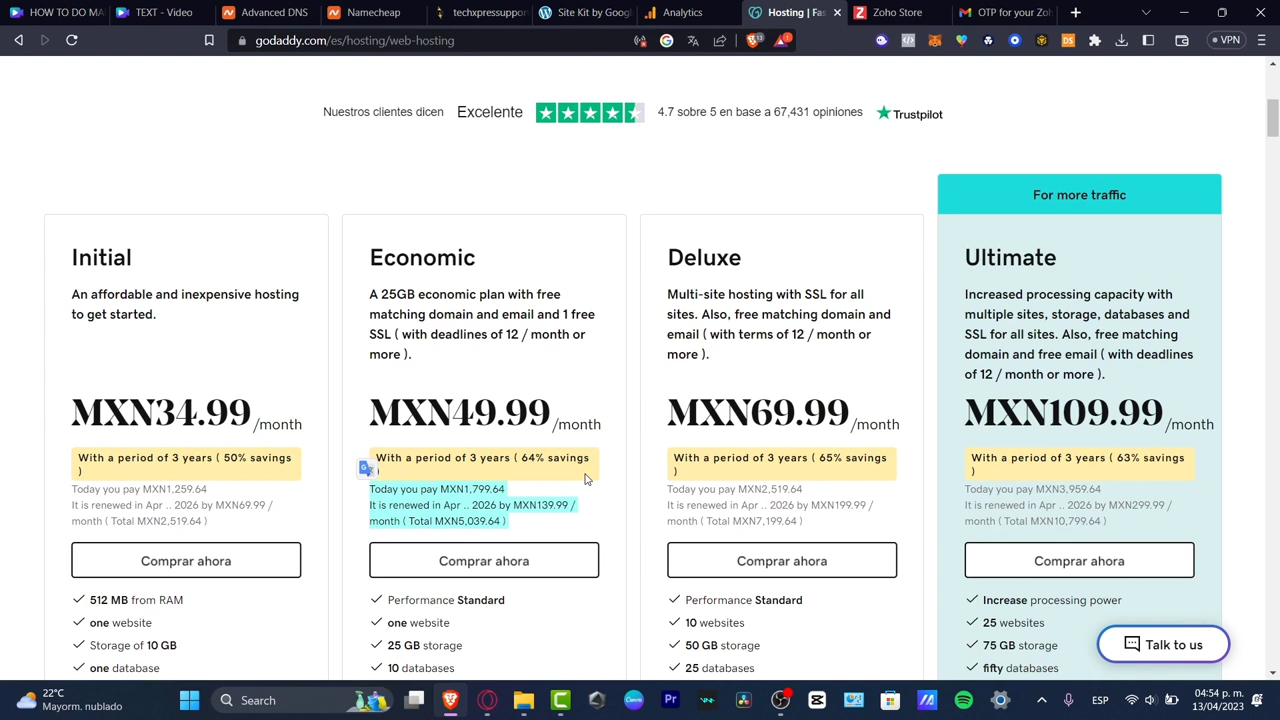 HOW TO DO MA
TEXT - Video
Advanced DNS
Namecheap
techxpressuppor
Site Kit by Goog
Analytics
Hosting | Fas
Zoho Store
OTP for your Zoh
godaddy.com/es/hosting/web-hosting
13
1
DS
VPN
Nuestros clientes dicen Excelente 4.7 sobre 5 en base a 67,431 opiniones Trustpilot
For more traffic
Initial
An affordable and inexpensive hosting
to get started.
MXN34.99/month
With a period of 3 years ( 50% savings
)
Today you pay MXN1,259.64
It is renewed in Apr .. 2026 by MXN69.99 /
month ( Total MXN2,519.64 )
Comprar ahora
512 MB from RAM
one website
Storage of 10 GB
one database
Economic
A 25GB economic plan with free
matching domain and email and 1 free
SSL ( with deadlines of 12 / month or
more ).
MXN49.99/month
With a period of 3 years ( 64% savings
)
Today you pay MXN1,799.64
It is renewed in Apr .. 2026 by MXN139.99 /
month ( Total MXN5,039.64 )
Comprar ahora
Performance Standard
one website
25 GB storage
10 databases
Deluxe
Multi-site hosting with SSL for all
sites. Also, free matching domain and
email ( with terms of 12 / month or
more ).
MXN69.99/month
With a period of 3 years ( 65% savings
)
Today you pay MXN2,519.64
It is renewed in Apr .. 2026 by MXN199.99 /
month ( Total MXN7,199.64 )
Comprar ahora
Performance Standard
10 websites
50 GB storage
25 databases
Ultimate
Increased processing capacity with
multiple sites, storage, databases and
SSL for all sites. Also, free matching
domain and free email ( with deadlines
of 12 / month or more ).
MXN109.99/month
With a period of 3 years ( 63% savings
)
Today you pay MXN3,959.64
It is renewed in Apr .. 2026 by MXN299.99 /
month ( Total MXN10,799.64 )
Comprar ahora
Increase processing power
25 websites
75 GB storage
fifty databases
Talk to us
22°C
Mayorm. nublado
Search
Pr
ESP
04:54 p. m.
13/04/2023